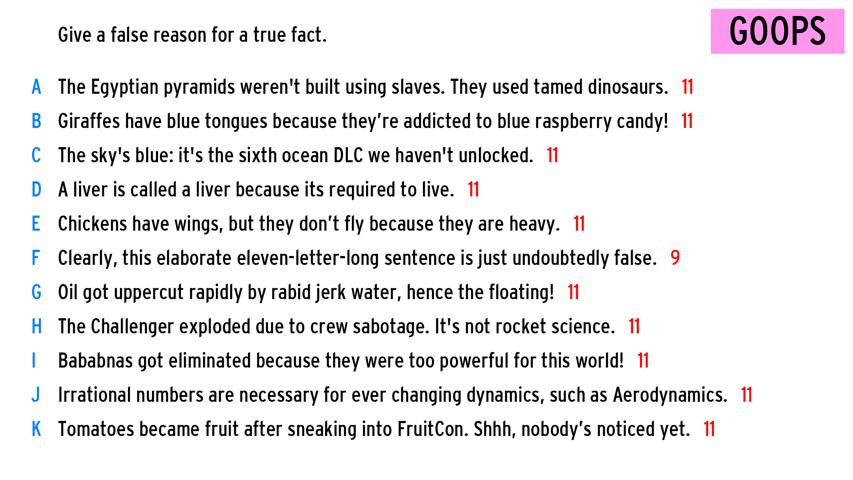 Give a false reason for a true fact.
GOOPS
A The Egyptian pyramids weren't built using slaves. They used tamed dinosaurs. 11
B Giraffes have blue tongues because they’re addicted to blue raspberry candy! 11
C The sky's blue: it's the sixth ocean DLC we haven't unlocked. 11
D A liver is called a liver because its required to live. 11
E Chickens have wings, but they don’t fly because they are heavy. 11
F Clearly, this elaborate eleven-letter-long sentence is just undoubtedly false. 9
G Oil got uppercut rapidly by rabid jerk water, hence the floating! 11
H The Challenger exploded due to crew sabotage. It's not rocket science. 11
I Bababnas got eliminated because they were too powerful for this world! 11
J Irrational numbers are necessary for ever changing dynamics, such as Aerodynamics. 11
K Tomatoes became fruit after sneaking into FruitCon. Shhh, nobody’s noticed yet. 11